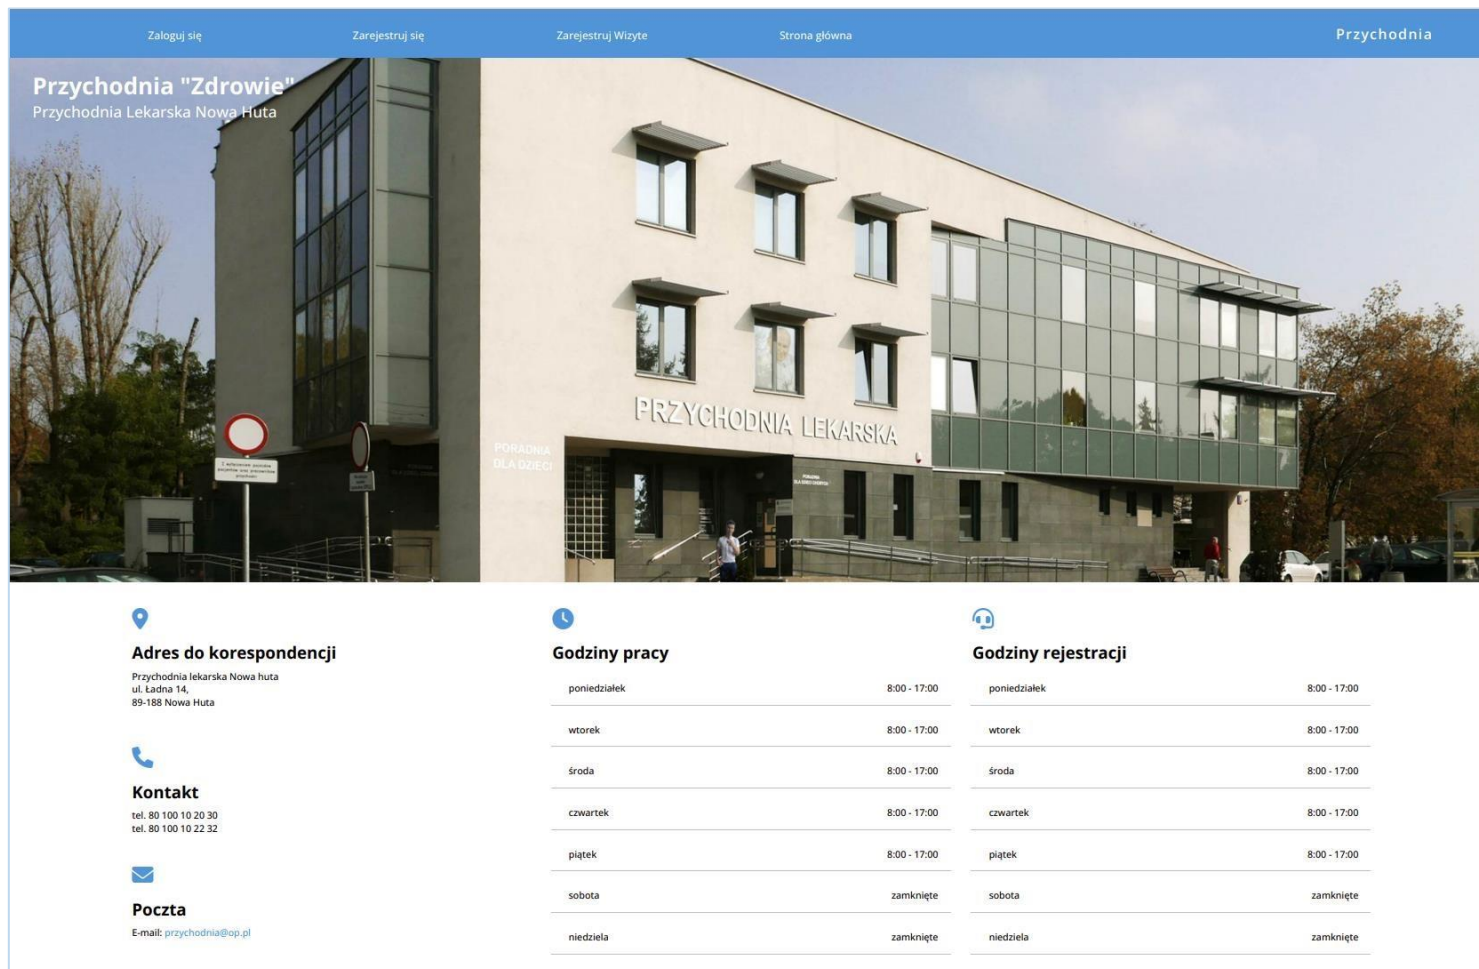 Zaloguj się
Zarejestruj się
Zarejestruj Wizyte
Strona główna
Przychodnia
Przychodnia "Zdrowie"
Przychodnia Lekarska Nowa Huta
PRZYCHODNIA LEKARSKA
PORADNIA
DLA DZIECI
Adres do korespondencji
Przychodnia lekarska Nowa huta
ul. Ładna 14,
89-188 Nowa Huta
Kontakt
tel. 80 100 10 20 30
tel. 80 100 10 22 32
Poczta
E-mail: przychodnia@op.pl
Godziny pracy
poniedziałek 8:00 - 17:00
wtorek 8:00 - 17:00
środa 8:00 - 17:00
czwartek 8:00 - 17:00
piątek 8:00 - 17:00
sobota zamknięte
niedziela zamknięte
Godziny rejestracji
poniedziałek 8:00 - 17:00
wtorek 8:00 - 17:00
środa 8:00 - 17:00
czwartek 8:00 - 17:00
piątek 8:00 - 17:00
sobota zamknięte
niedziela zamknięte